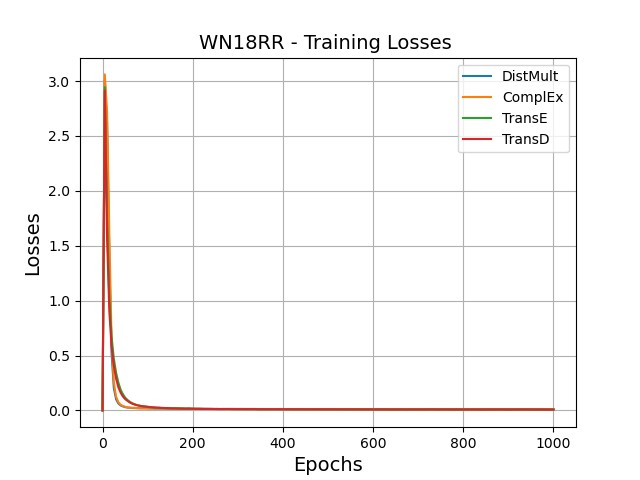 WN18RR - Training Losses
DistMult
ComplEx
TransE
TransD
3.0
2.5
2.0
1.5
1.0
0.5
0.0
Losses
0 200 400 600 800 1000
Epochs